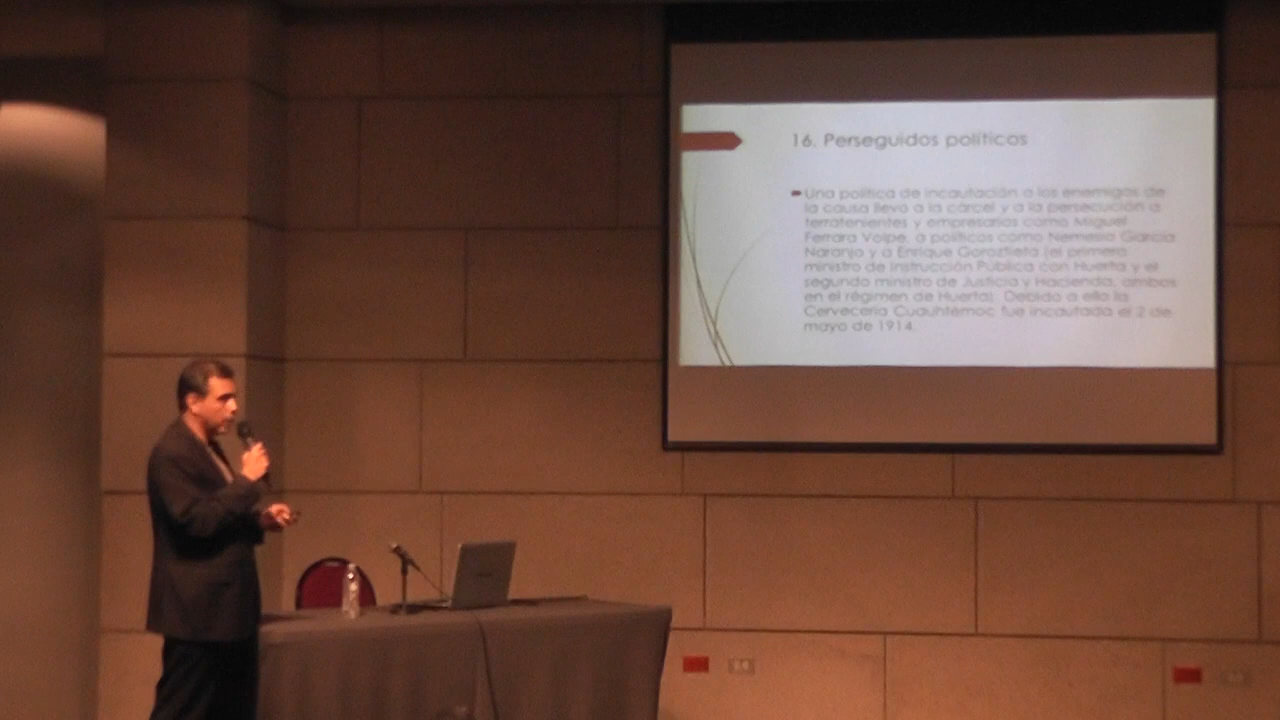 16. Perseguidos políticos
Una política de incautación a los enemigos de
la causa llevó a la cárcel y a la persecución a
terratenientes y empresarios como Miguel
Ferrara Volpe, a políticos como Nemesio García
Naranjo y a Enrique Goroztieta (el primero
ministro de Instrucción Pública con Huerta y el
segundo ministro de Justicia y Hacienda, ambos
en el régimen de Huerta). Debido a ello la
Cervecería Cuauhtémoc fue incautada el 2 de
mayo de 1914.